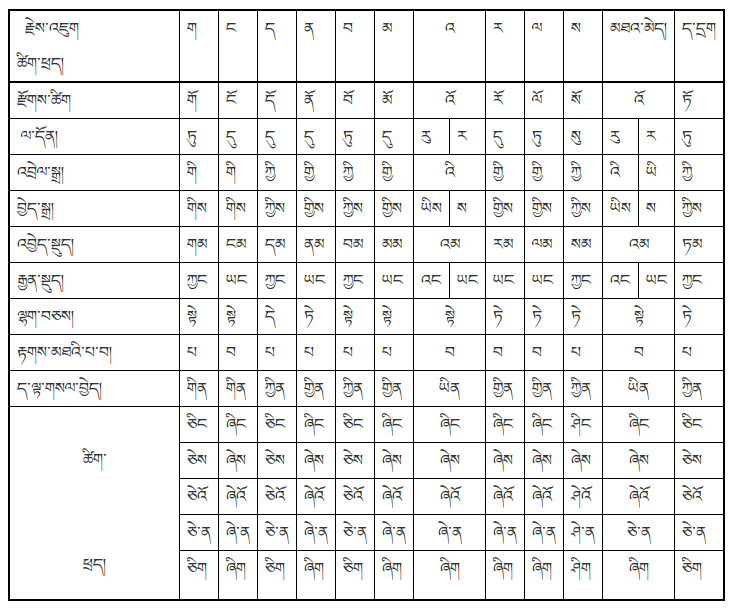 རྗེས་འཇུག ག ང ད ན བ མ འ ར ལ ས མཐའ་མེད། ད་དྲག
ཚིག་ཕྲད།
རྫོགས་ཚིག གོ ངོ དོ ནོ བོ མོ འོ རོ ལོ སོ འོ ཏོ
ལ་དོན། ཏུ དུ དུ དུ ཏུ དུ རུ ར དུ ཏུ སུ རུ ར ཏུ
འབྲེལ་སྒྲ། གི གི ཀྱི གྱི ཀྱི གྱི འི གྱི གྱི ཀྱི འི ཡི ཀྱི
བྱེད་སྒྲ། གིས གིས ཀྱིས གྱིས ཀྱིས གྱིས ཡིས ས གྱིས གྱིས ཀྱིས ཡིས ས ཀྱིས
འབྱེད་སྡུད། གམ ངམ དམ ནམ བམ མམ འམ རམ ལམ སམ འམ ཏམ
རྒྱན་སྡུད། ཀྱང ཡང ཀྱང ཡང ཀྱང ཡང འང ཡང ཡང ཡང ཀྱང འང ཡང ཀྱང
ལྷག་བཅས། སྟེ སྟེ དེ ཏེ སྟེ སྟེ སྟེ ཏེ ཏེ ཏེ སྟེ ཏེ
རྟགས་མཐའི་པ་བ། པ བ པ པ པ པ བ བ བ པ བ པ
ད་ལྟ་གསལ་བྱེད། གིན གིན ཀྱིན གྱིན ཀྱིན གྱིན ཡིན གྱིན གྱིན ཀྱིན ཡིན ཀྱིན
ཅིང ཞིང ཅིང ཞིང ཅིང ཞིང ཞིང ཞིང ཞིང ཤིང ཞིང ཅིང
ཚིག་ ཅེས ཞེས ཅེས ཞེས ཅེས ཞེས ཞེས ཞེས ཞེས ཞེས ཞེས ཅེས
ཅེའོ ཞེའོ ཅེའོ ཞེའོ ཅེའོ ཞེའོ ཞེའོ ཞེའོ ཞེའོ ཤེའོ ཞེའོ ཅེའོ
ཅེ་ན ཞེ་ན ཅེ་ན ཞེ་ན ཅེ་ན ཞེ་ན ཞེ་ན ཞེ་ན ཞེ་ན ཤེ་ན ཅེ་ན ཅེ་ན
ཕྲད། ཅིག ཞིག ཅིག ཞིག ཅིག ཞིག ཞིག ཞིག ཞིག ཤིག ཞིག ཅིག